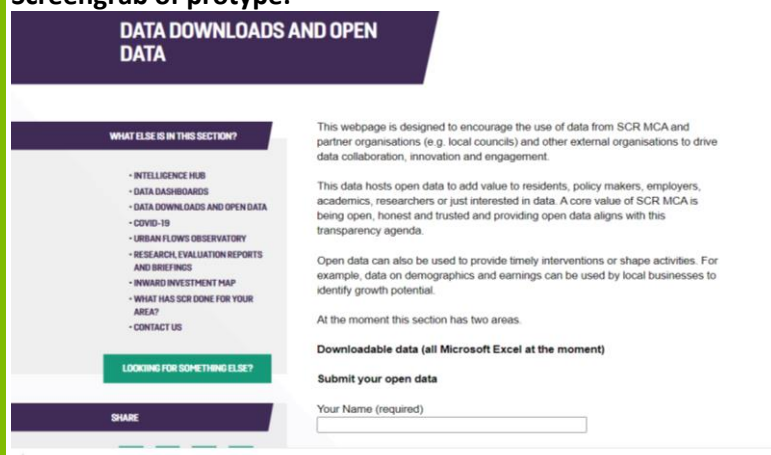 Screengrab of protype:
DATA DOWNLOADS AND OPEN
DATA
WHAT ELSE IS IN THIS SECTION?
- INTELLIGENCE HUB
- DATA DASHBOARDS
- DATA DOWNLOADS AND OPEN DATA
- COVID-19
- URBAN FLOWS OBSERVATORY
- RESEARCH, EVALUATION REPORTS
AND BRIEFINGS
- INWARD INVESTMENT MAP
- WHAT HAS SCR DONE FOR YOUR
AREA?
- CONTACT US
LOOKING FOR SOMETHING ELSE?
SHARE
This webpage is designed to encourage the use of data from SCR MCA and
partner organisations (e.g. local councils) and other external organisations to drive
data collaboration, innovation and engagement.
This data hosts open data to add value to residents, policy makers, employers,
academics, researchers or just interested in data. A core value of SCR MCA is
being open, honest and trusted and providing open data aligns with this
transparency agenda.
Open data can also be used to provide timely interventions or shape activities. For
example, data on demographics and earnings can be used by local businesses to
identify growth potential.
At the moment this section has two areas.
Downloadable data (all Microsoft Excel at the moment)
Submit your open data
Your Name (required)